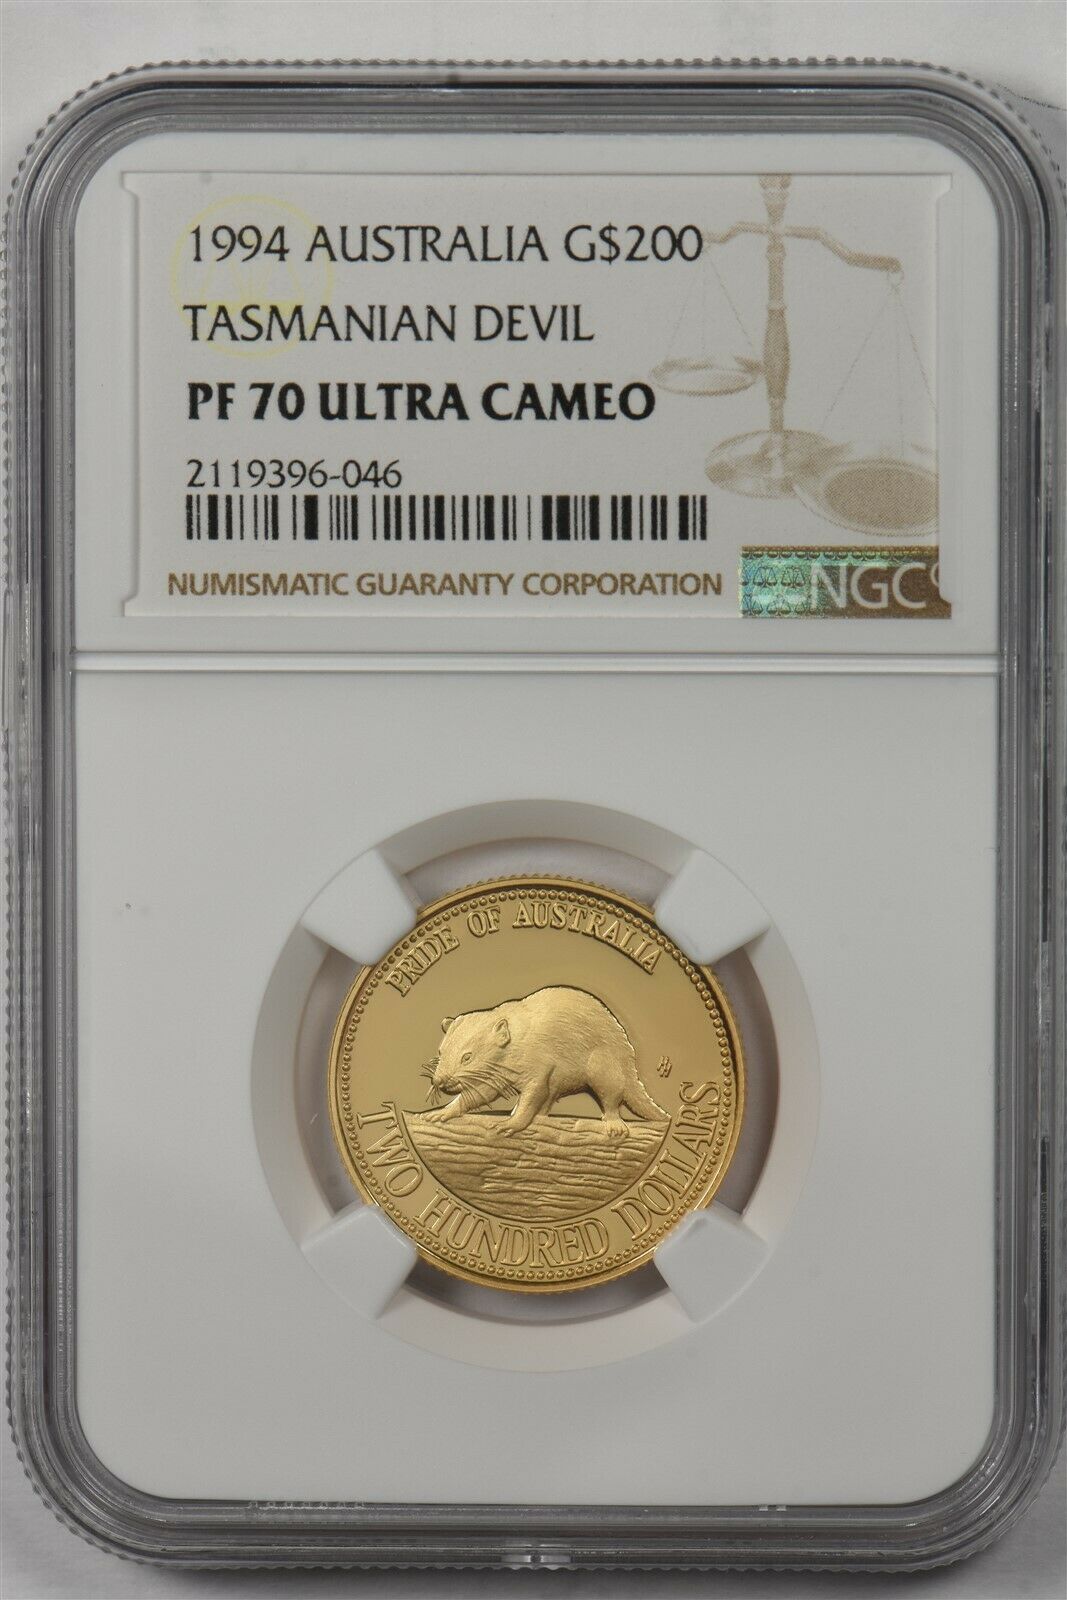 1994 AUSTRALIA G$200
TASMANIAN DEVIL
PF 70 ULTRA CAMEO
2119396-046
NUMISMATIC GUARANTY CORPORATION
NGC
PRIDE OF AUSTRALIA
TWO HUNDRED DOLLARS